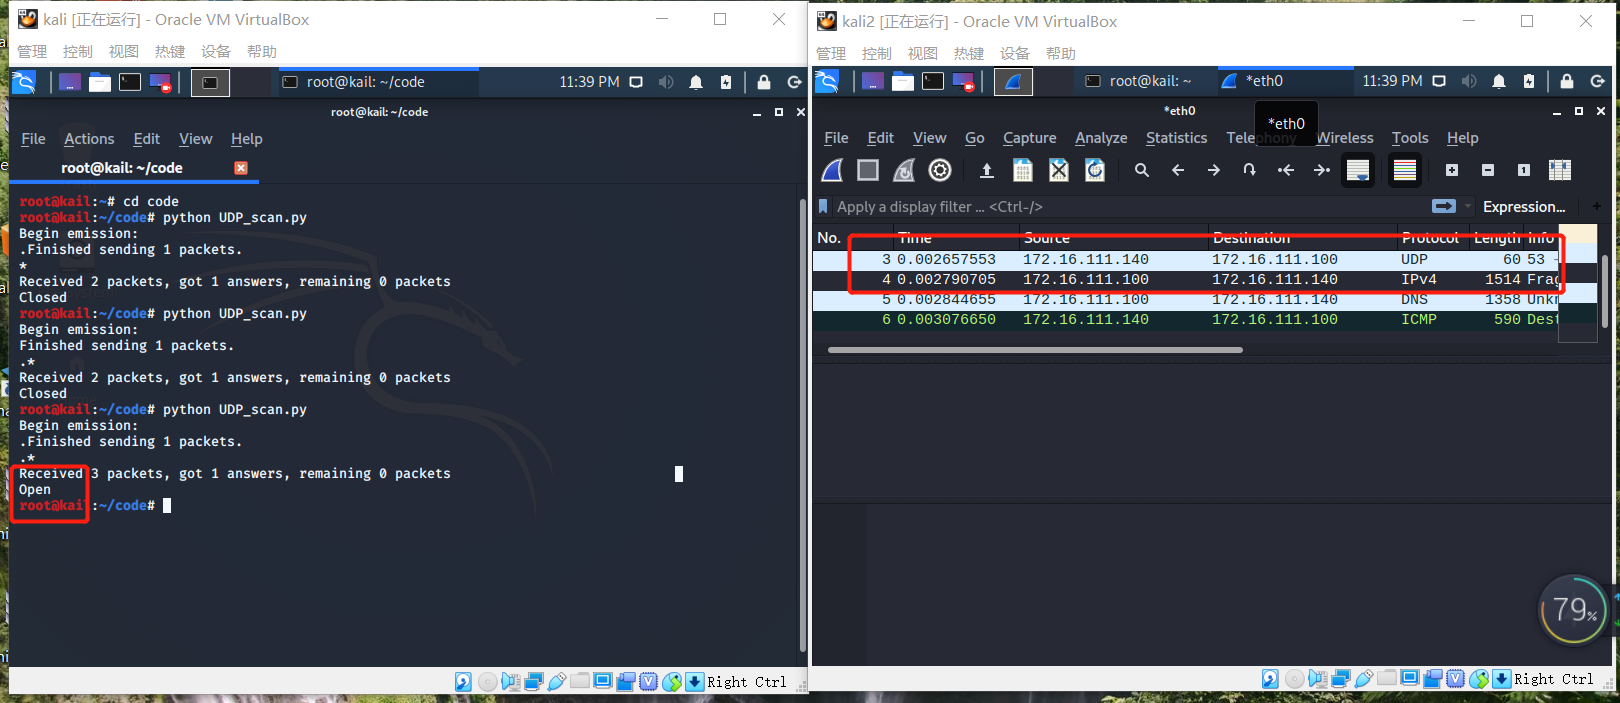 kali [正在运行] - Oracle VM VirtualBox
管理 控制 视图 热键 设备 帮助
root@kail: ~/code 11:39 PM
root@kail: ~/code
File Actions Edit View Help
root@kail: ~/code
root@kail:~# cd code
root@kail:~/code# python UDP_scan.py
Begin emission:
.Finished sending 1 packets.
*
Received 2 packets, got 1 answers, remaining 0 packets
Closed
root@kail:~/code# python UDP_scan.py
Begin emission:
Finished sending 1 packets.
.*
Received 2 packets, got 1 answers, remaining 0 packets
Closed
root@kail:~/code# python UDP_scan.py
Begin emission:
.Finished sending 1 packets.
.*
Received 3 packets, got 1 answers, remaining 0 packets
Open
root@kail:~/code#
Right Ctrl
kali2 [正在运行] - Oracle VM VirtualBox
管理 控制 视图 热键 设备 帮助
root@kail: ~ *eth0 11:39 PM
*eth0
*eth0
File Edit View Go Capture Analyze Statistics Telephony Wireless Tools Help
Apply a display filter ... <Ctrl-/> Expression... +
No. Time Source Destination Protocol Length Info
3 0.002657553 172.16.111.140 172.16.111.100 UDP 60 53
4 0.002790705 172.16.111.100 172.16.111.140 IPv4 1514 Frag
5 0.002844655 172.16.111.100 172.16.111.140 DNS 1358 Unkn
6 0.003076650 172.16.111.140 172.16.111.100 ICMP 590 Dest
79%
Right Ctrl